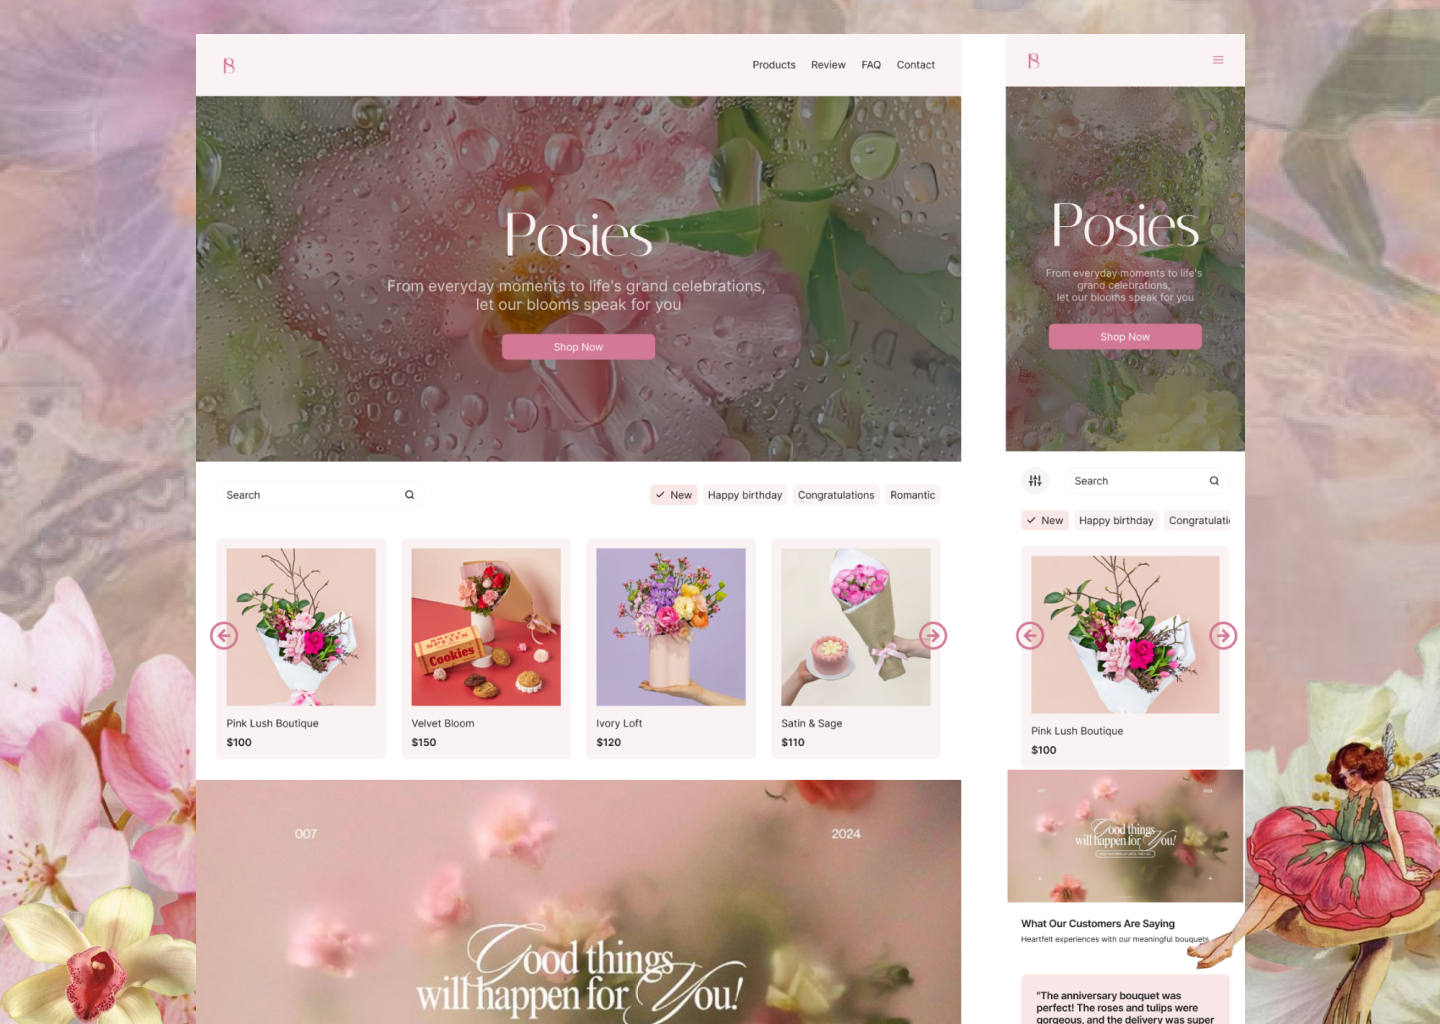 B
Products Review FAQ Contact
Posies
From everyday moments to life's grand celebrations,
let our blooms speak for you
Shop Now
Search
New
Happy birthday
Congratulations
Romantic
COOKIES
Pink Lush Boutique
$100
Velvet Bloom
$150
Ivory Loft
$120
Satin & Sage
$110
007
2024
Good things
will happen for You!
B
Posies
From everyday moments to life's
grand celebrations,
let our blooms speak for you
Shop Now
Search
New
Happy birthday
Congratulati
Pink Lush Boutique
$100
007
2024
Good things
will happen for You!
What Our Customers Are Saying
Heartfelt experiences with our meaningful bouquets
"The anniversary bouquet was
perfect! The roses and tulips were
gorgeous, and the delivery was super